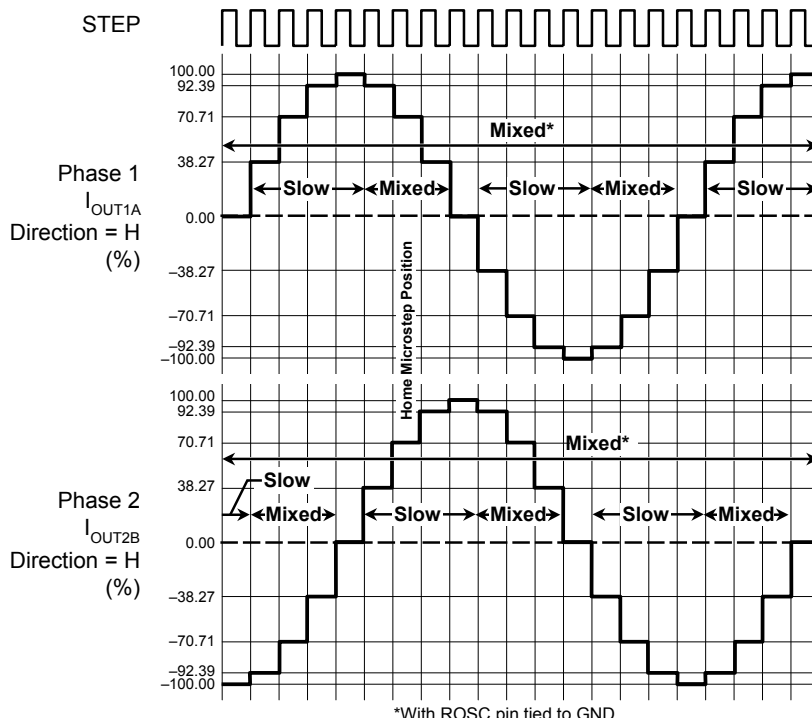 STEP
100.00
92.39
70.71
Mixed*
38.27
Phase 1
Slow
Mixed
Slow
Mixed
Slow
I_OUT1A
0.00
Direction = H
(%)
–38.27
–70.71
–92.39
–100.00
Home Microstep Position
100.00
92.39
70.71
Mixed*
38.27
Slow
Phase 2
Mixed
Slow
Mixed
Slow
Mixed
I_OUT2B
0.00
Direction = H
(%)
–38.27
–70.71
–92.39
–100.00
*With ROSC pin tied to GND